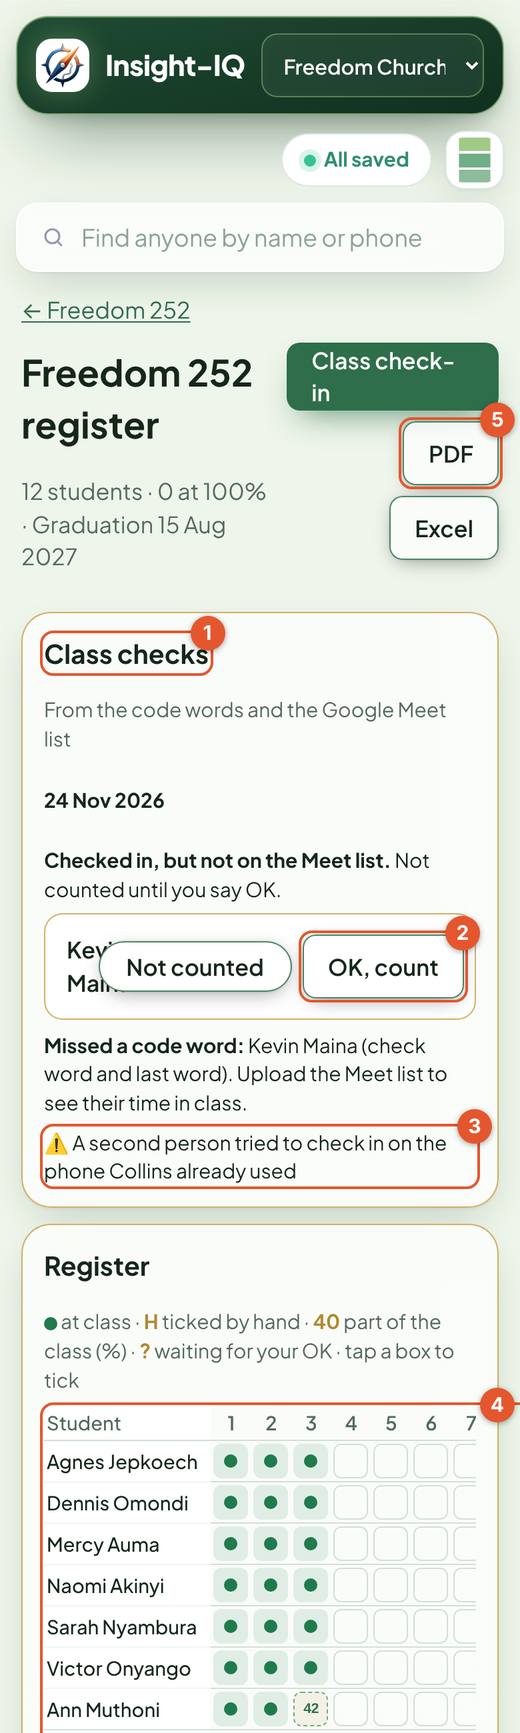 Insight-IQ
Freedom Church
All saved
Find anyone by name or phone
← Freedom 252
Freedom 252
register
Class check-
in
5
PDF
12 students · 0 at 100%
· Graduation 15 Aug
2027
Excel
1
Class checks
From the code words and the Google Meet
list
24 Nov 2026
Checked in, but not on the Meet list. Not
counted until you say OK.
2
Not counted
OK, count
Missed a code word: Kevin Maina (check
word and last word). Upload the Meet list to
see their time in class.
3
⚠️ A second person tried to check in on the
phone Collins already used
Register
at class · H ticked by hand · 40 part of the
class (%) · ? waiting for your OK · tap a box to
tick
4
Student 1 2 3 4 5 6 7
Agnes Jepkoech
Dennis Omondi
Mercy Auma
Naomi Akinyi
Sarah Nyambura
Victor Onyango
Ann Muthoni 42